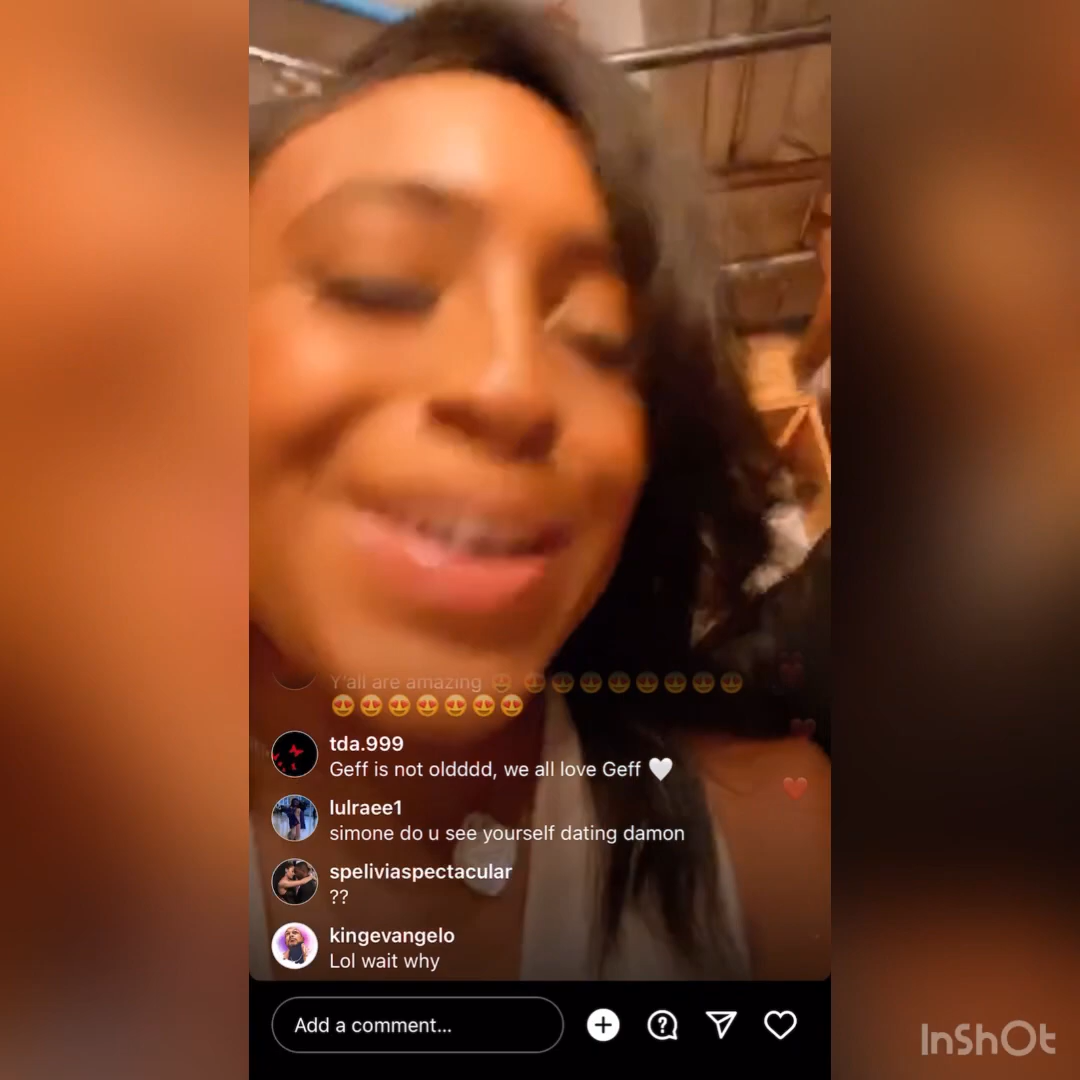 Y'all are amazing 😍 😍😍😍😍😍😍😍😍
😍😍😍😍😍😍😍
tda.999
Geff is not oldddd, we all love Geff 🤍
lulraee1
simone do u see yourself dating damon
speliviaspectacular
??
kingevangelo
Lol wait why
Add a comment...
InShOt